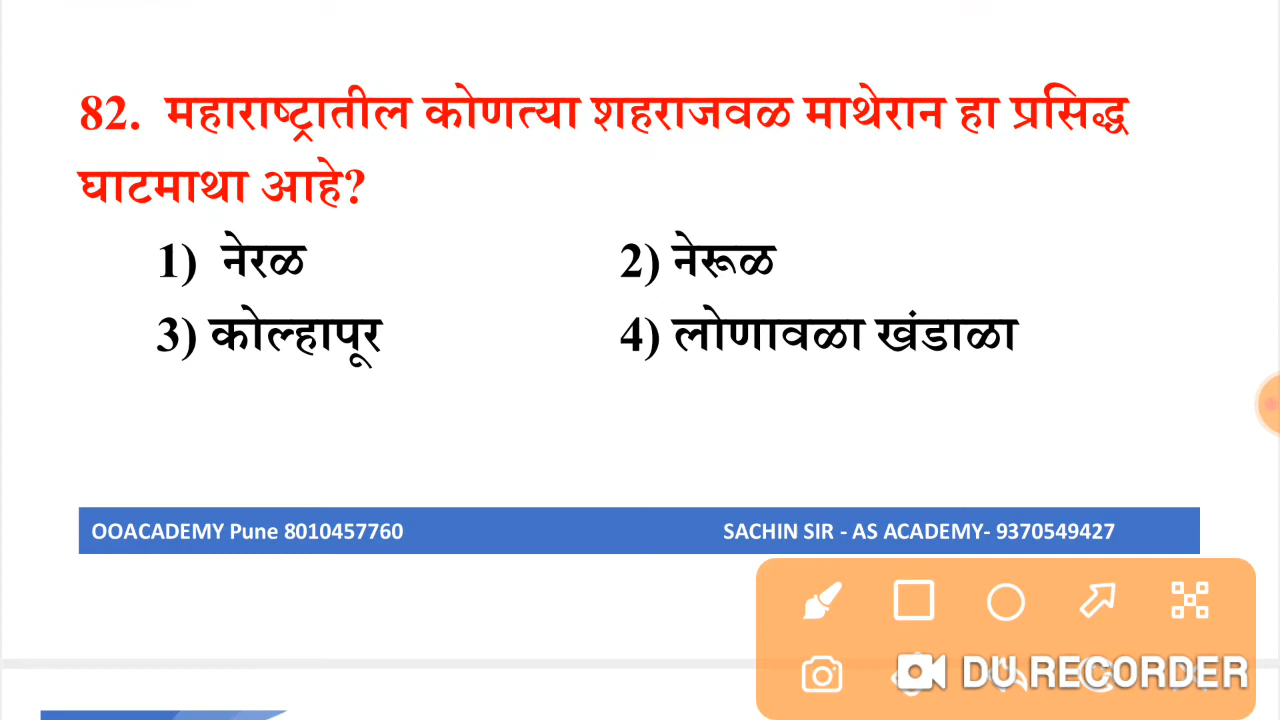 82. महाराष्ट्रातील कोणत्या शहराजवळ माथेरान हा प्रसिद्ध
घाटमाथा आहे?
1) नेरळ 2) नेरूळ
3) कोल्हापूर 4) लोणावळा खंडाळा
OOACADEMY Pune 8010457760 SACHIN SIR - AS ACADEMY- 9370549427
DU RECORDER